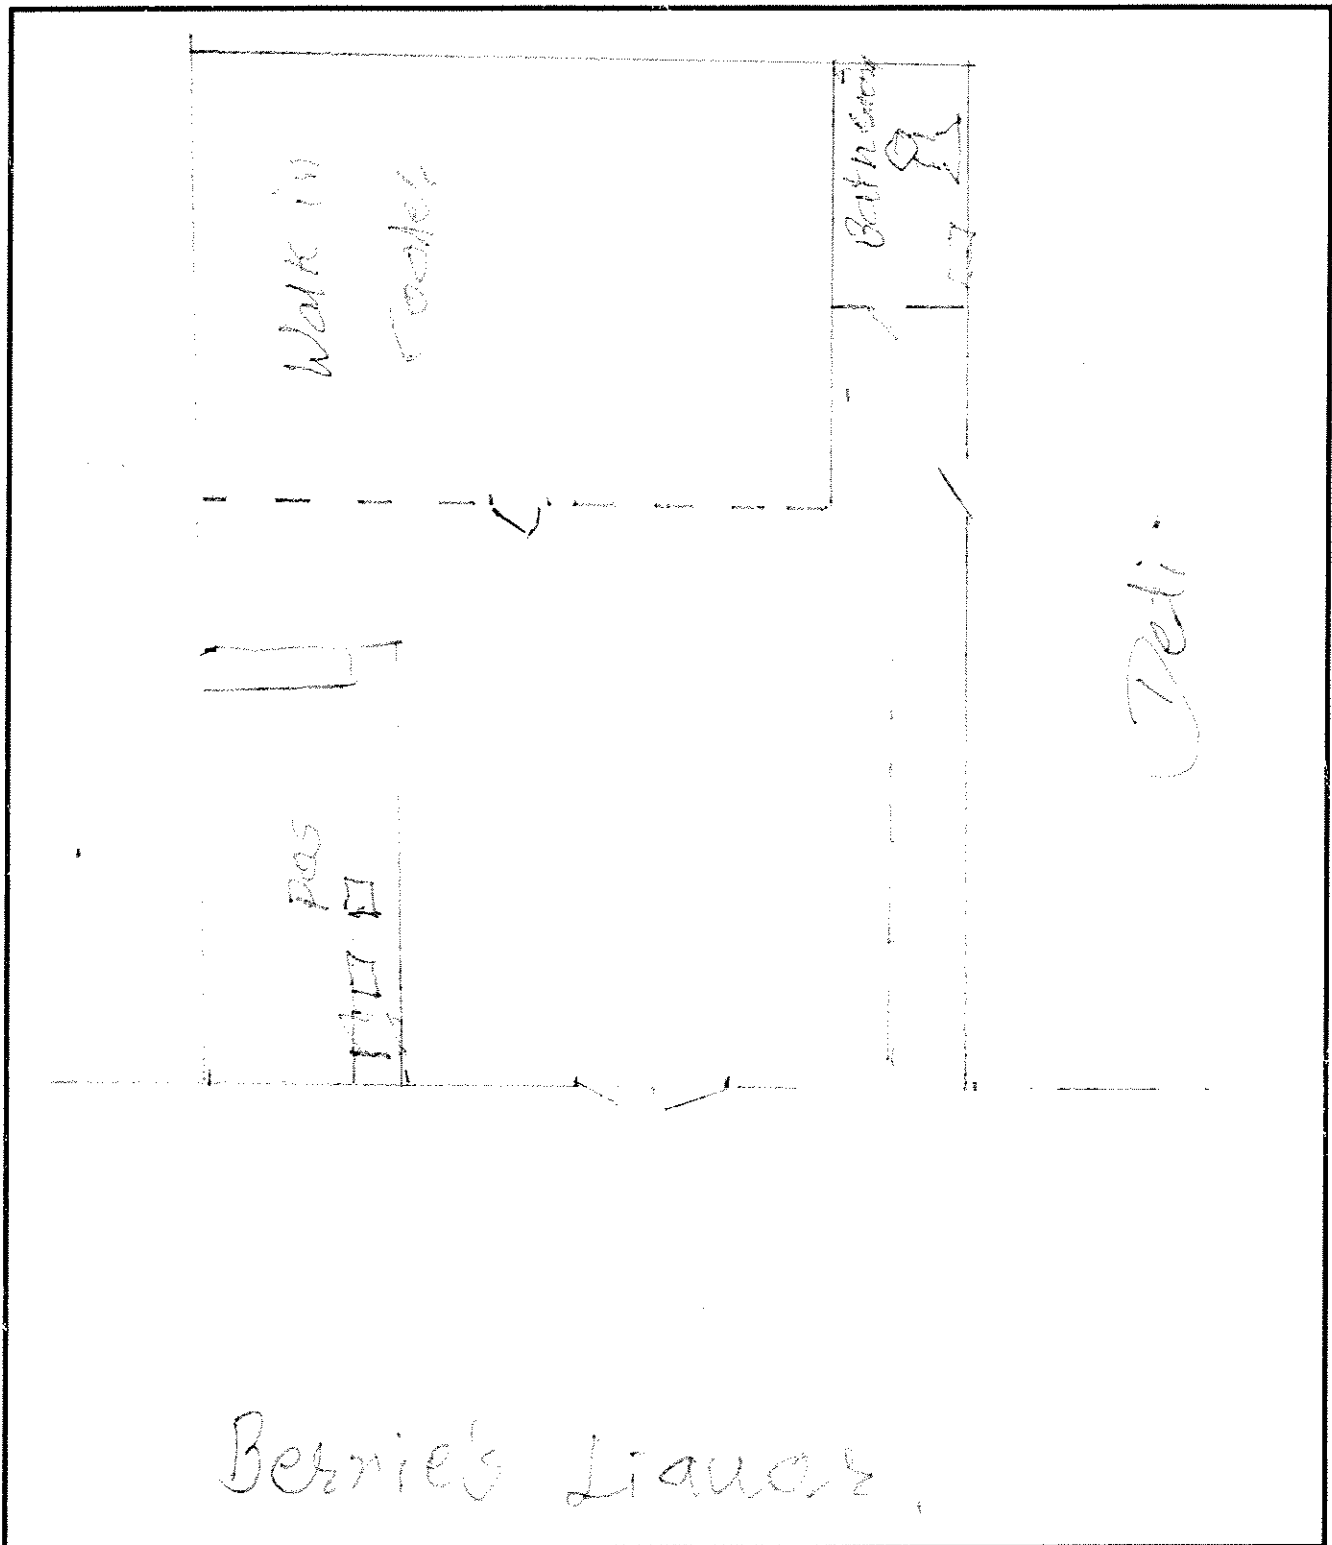 Walk in
cooler
Bathroom
Deli
pos
Bernie's Liquor